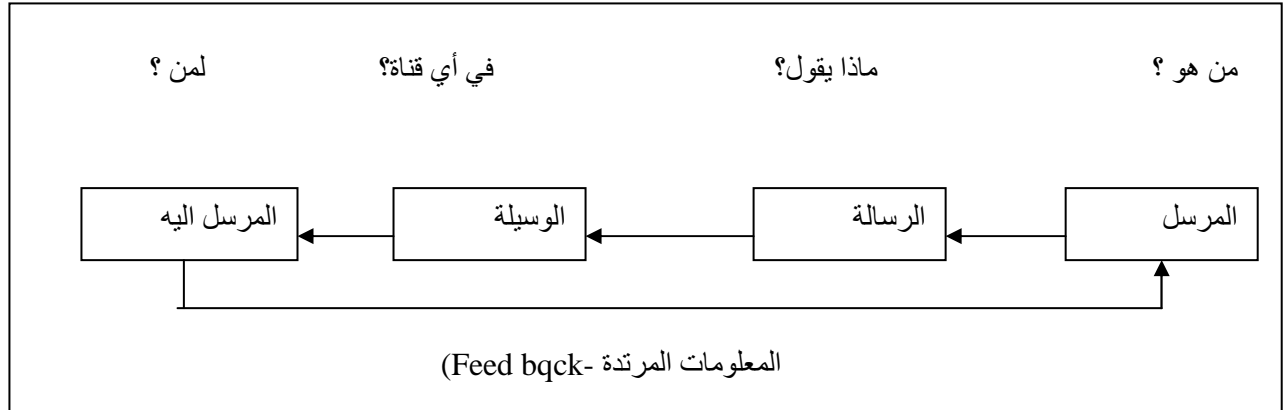 من هو ؟ ماذا يقول؟ في أي قناة؟ لمن ؟
المرسل الرسالة الوسيلة المرسل اليه
المعلومات المرتدة -Feed bqck)